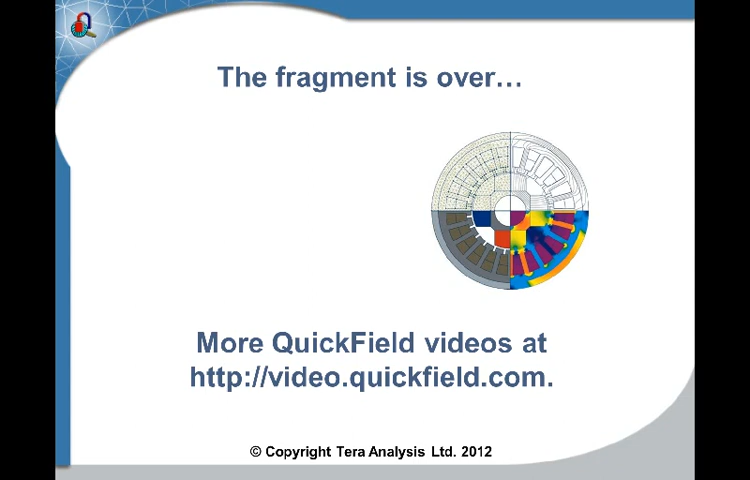 The fragment is over…
More QuickField videos at
http://video.quickfield.com.
© Copyright Tera Analysis Ltd. 2012